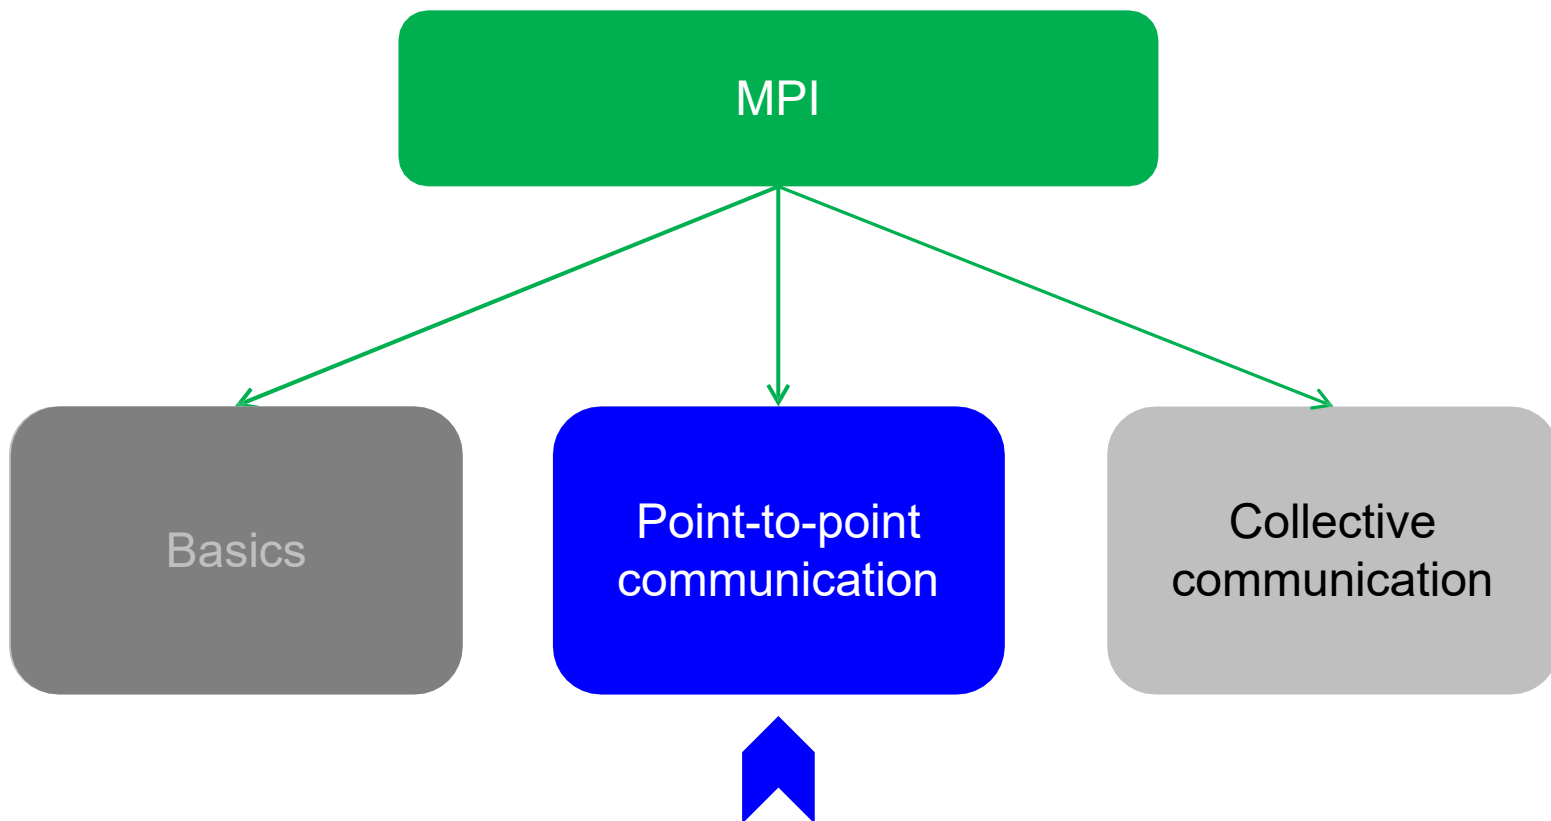 MPI
Basics
Point-to-point
communication
Collective
communication